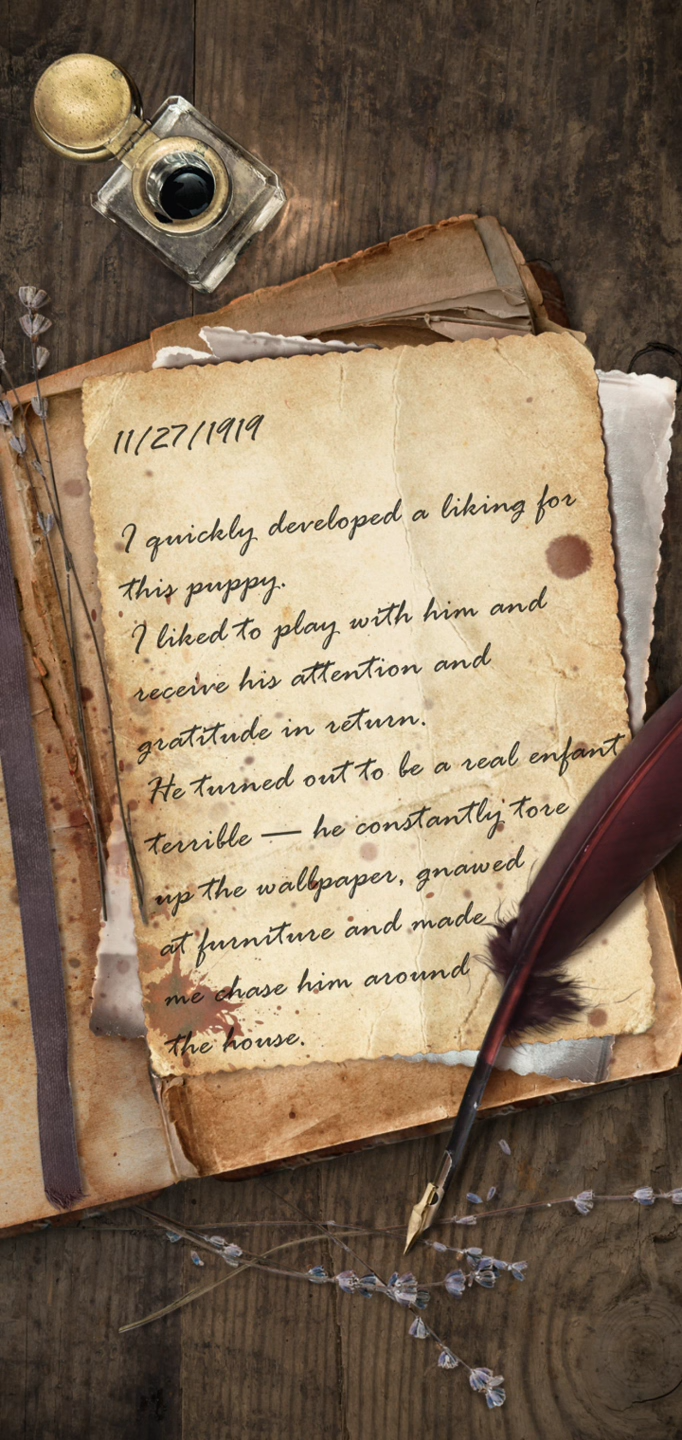 11/27/1919
I quickly developed a liking for
this puppy.
I liked to play with him and
receive his attention and
gratitude in return.
He turned out to be a real enfant
terrible — he constantly tore
up the wallpaper, gnawed
at furniture and made
me chase him around
the house.